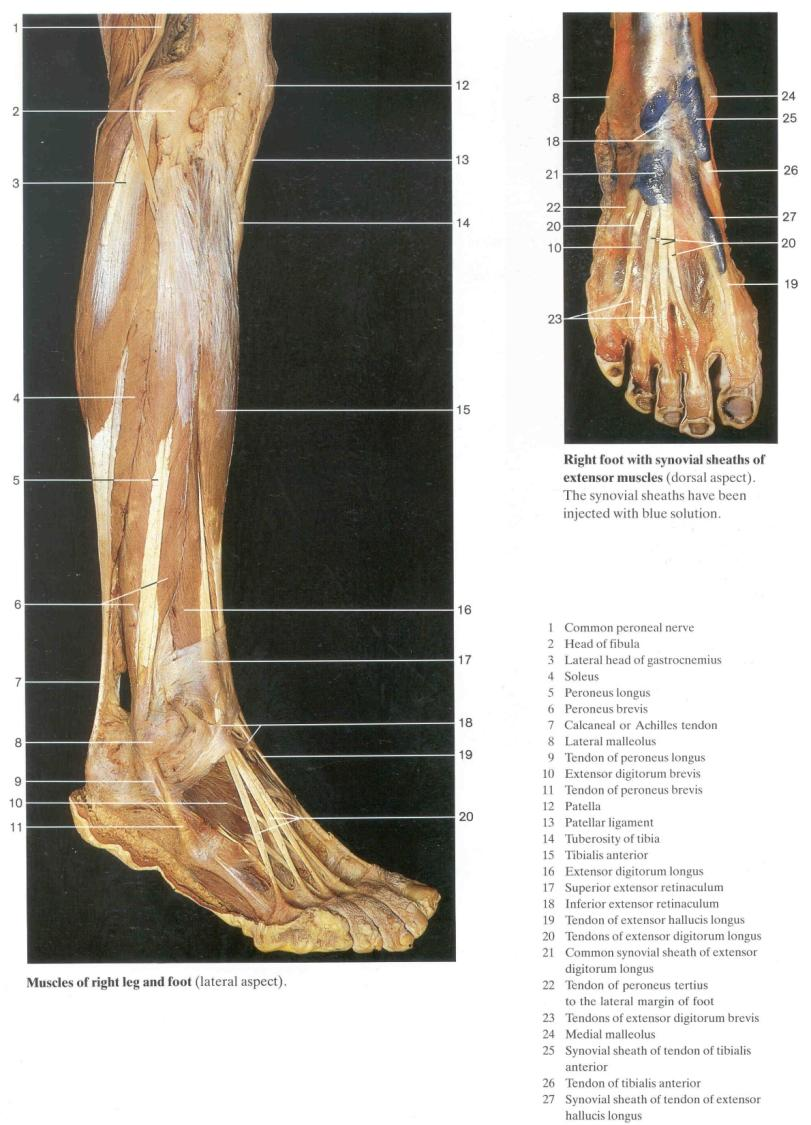 1
2
3
4
5
6
7
8
9
10
11
12
13
14
15
16
17
18
19
20
Muscles of right leg and foot (lateral aspect).
8
18
21
22
20
10
23
24
25
26
27
20
19
Right foot with synovial sheaths of
extensor muscles (dorsal aspect).
The synovial sheaths have been
injected with blue solution.
1 Common peroneal nerve
2 Head of fibula
3 Lateral head of gastrocnemius
4 Soleus
5 Peroneus longus
6 Peroneus brevis
7 Calcaneal or Achilles tendon
8 Lateral malleolus
9 Tendon of peroneus longus
10 Extensor digitorum brevis
11 Tendon of peroneus brevis
12 Patella
13 Patellar ligament
14 Tuberosity of tibia
15 Tibialis anterior
16 Extensor digitorum longus
17 Superior extensor retinaculum
18 Inferior extensor retinaculum
19 Tendon of extensor hallucis longus
20 Tendons of extensor digitorum longus
21 Common synovial sheath of extensor
digitorum longus
22 Tendon of peroneus tertius
to the lateral margin of foot
23 Tendons of extensor digitorum brevis
24 Medial malleolus
25 Synovial sheath of tendon of tibialis
anterior
26 Tendon of tibialis anterior
27 Synovial sheath of tendon of extensor
hallucis longus